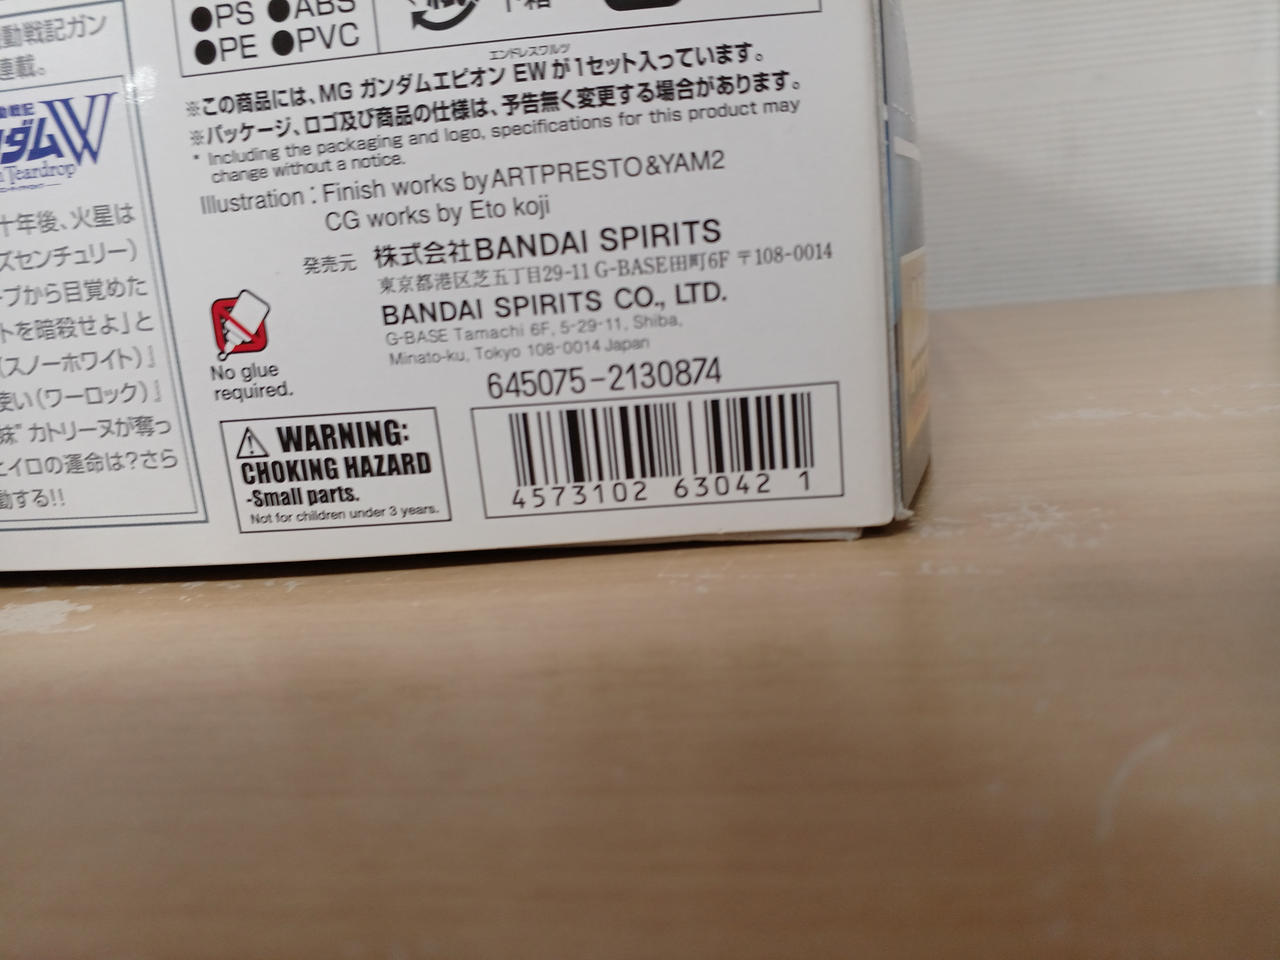 動戦記ガン
連載。
ダムW
Teardrop
十年後、火星は
ズセンチュリー)
ーブから目覚めた
トを暗殺せよ」と
(スノーホワイト)』
使い(ワーロック)』
妹" カトリーヌが奪っ
ヒイロの運命は?さら
動する!!
●PS ●ABS
●PE ●PVC
エンドレスワルツ
※この商品には、MG ガンダムエピオン EWが1セット入っています。
※パッケージ、ロゴ及び商品の仕様は、予告無く変更する場合があります。
* Including the packaging and logo, specifications for this product may
change without a notice.
Illustration : Finish works by ARTPRESTO&YAM2
CG works by Eto koji
発売元 株式会社BANDAI SPIRITS
東京都港区芝五丁目29-11 G-BASE田町6F 〒108-0014
BANDAI SPIRITS CO., LTD.
G-BASE Tamachi 6F, 5-29-11, Shiba,
Minato-ku, Tokyo 108-0014 Japan
No glue
required.
645075-2130874
WARNING:
CHOKING HAZARD
-Small parts.
Not for children under 3 years.
4573102 63042 1